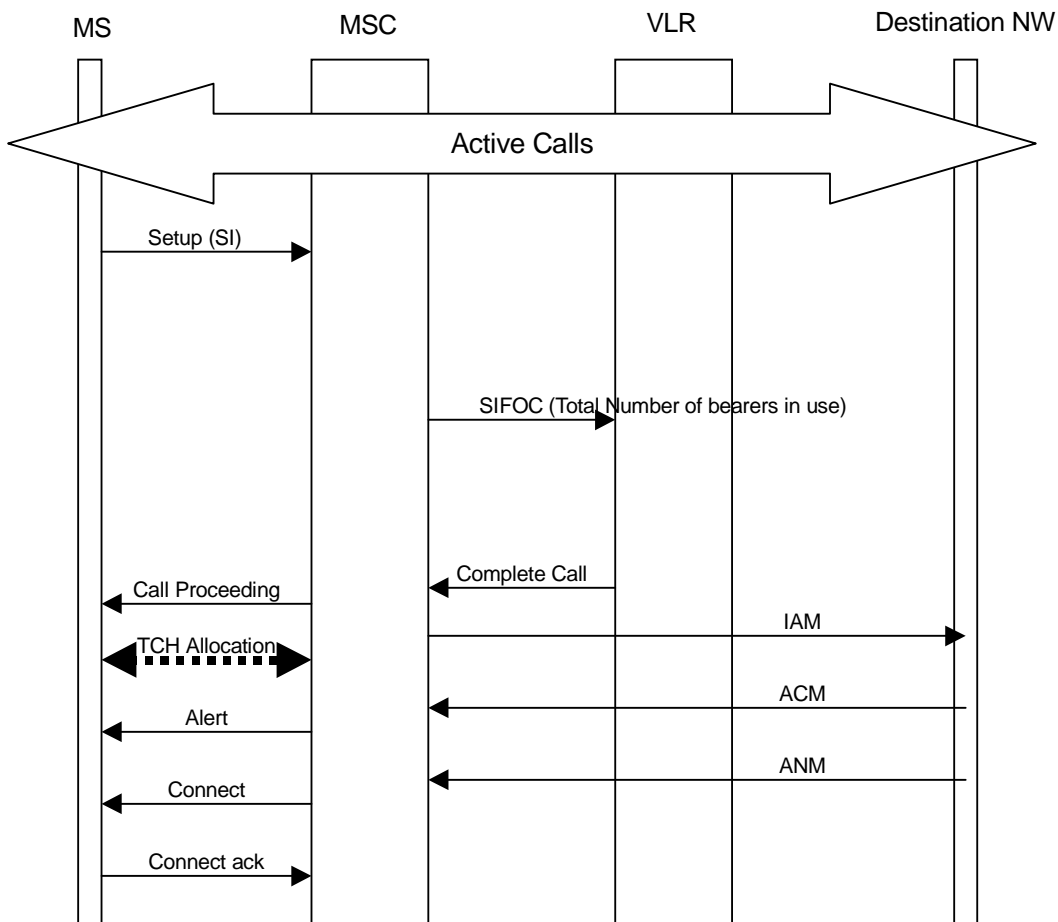 MS
MSC
VLR
Destination NW
Active Calls
Setup (SI)
SIFOC (Total Number of bearers in use)
Complete Call
Call Proceeding
IAM
TCH Allocation
ACM
Alert
ANM
Connect
Connect ack